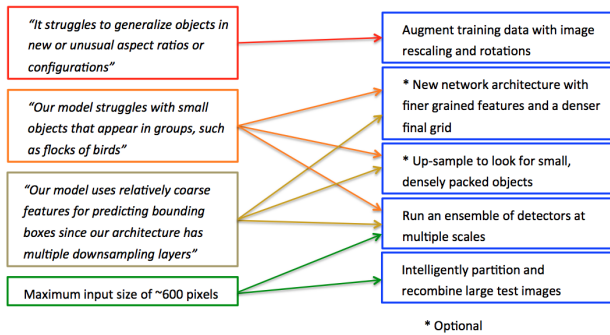 “It struggles to generalize objects in
new or unusual aspect ratios or
configurations”
“Our model struggles with small
objects that appear in groups, such
as flocks of birds”
“Our model uses relatively coarse
features for predicting bounding
boxes since our architecture has
multiple downsampling layers”
Maximum input size of ~600 pixels
Augment training data with image
rescaling and rotations
* New network architecture with
finer grained features and a denser
final grid
* Up-sample to look for small,
densely packed objects
Run an ensemble of detectors at
multiple scales
Intelligently partition and
recombine large test images
* Optional